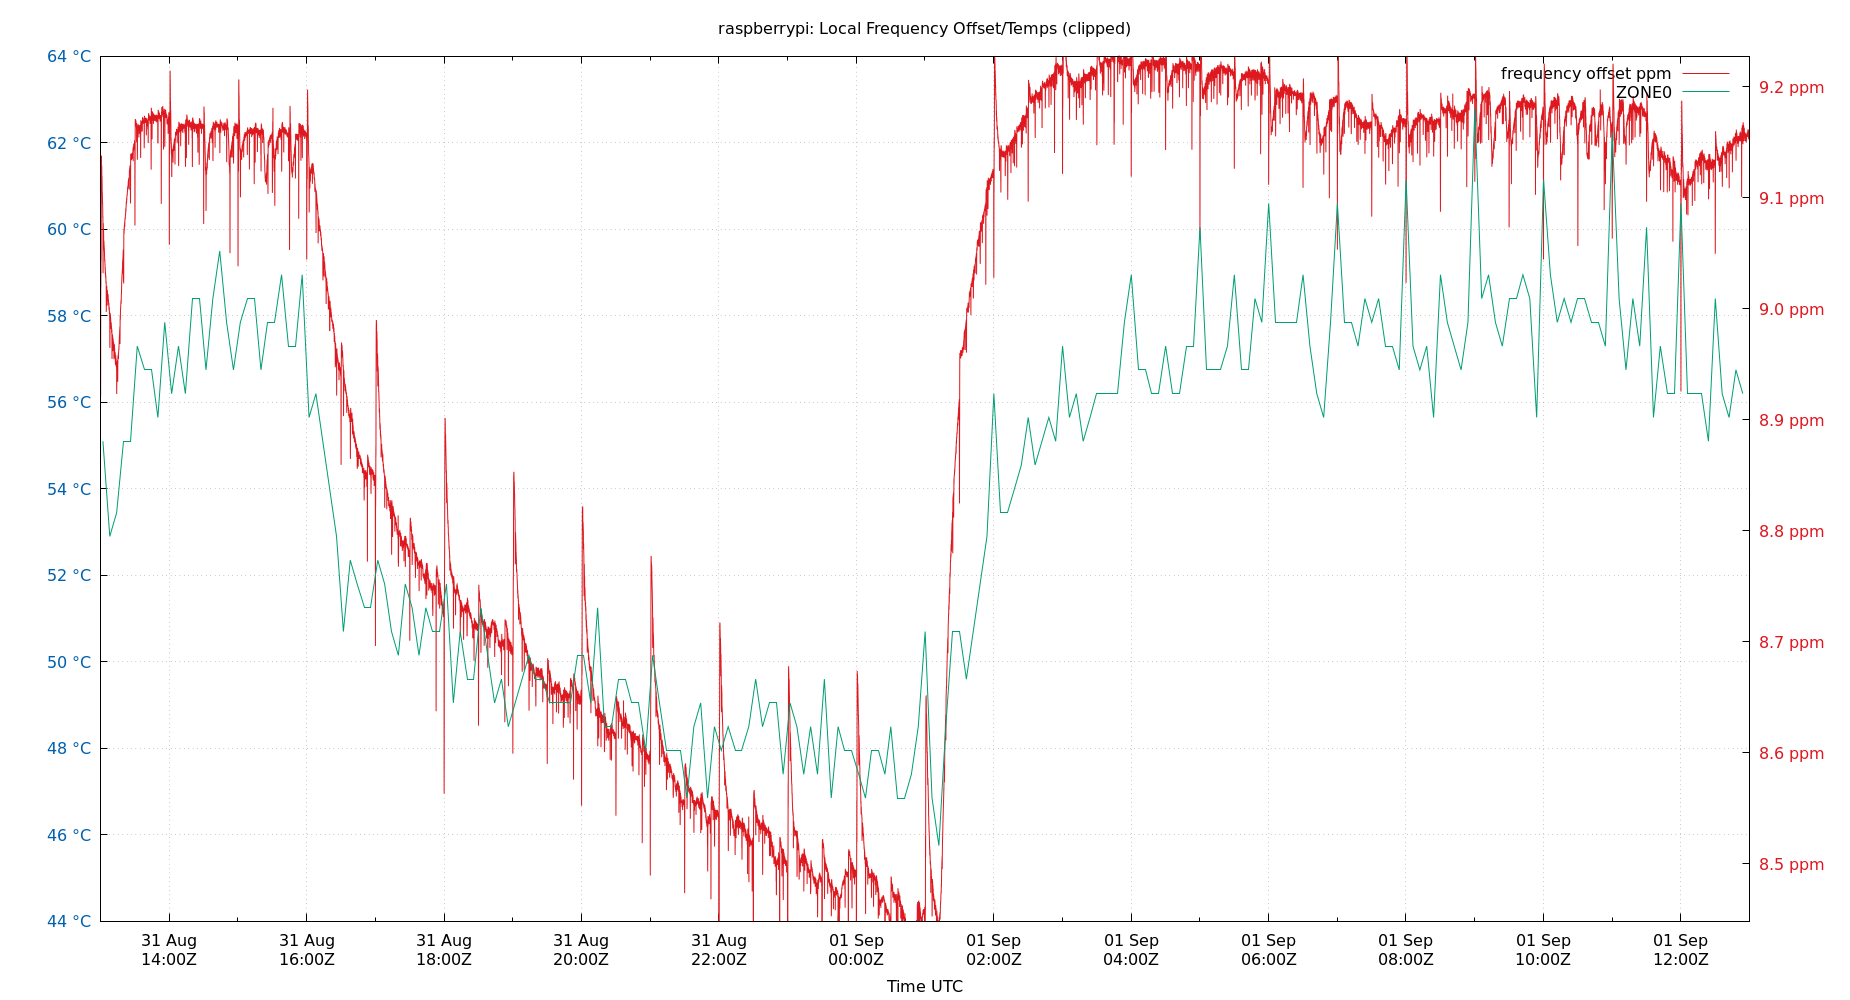 raspberrypi: Local Frequency Offset/Temps (clipped)
64 °C
62 °C
60 °C
58 °C
56 °C
54 °C
52 °C
50 °C
48 °C
46 °C
44 °C
frequency offset ppm
ZONE0
9.2 ppm
9.1 ppm
9.0 ppm
8.9 ppm
8.8 ppm
8.7 ppm
8.6 ppm
8.5 ppm
31 Aug
14:00Z
31 Aug
16:00Z
31 Aug
18:00Z
31 Aug
20:00Z
31 Aug
22:00Z
01 Sep
00:00Z
01 Sep
02:00Z
01 Sep
04:00Z
01 Sep
06:00Z
01 Sep
08:00Z
01 Sep
10:00Z
01 Sep
12:00Z
Time UTC